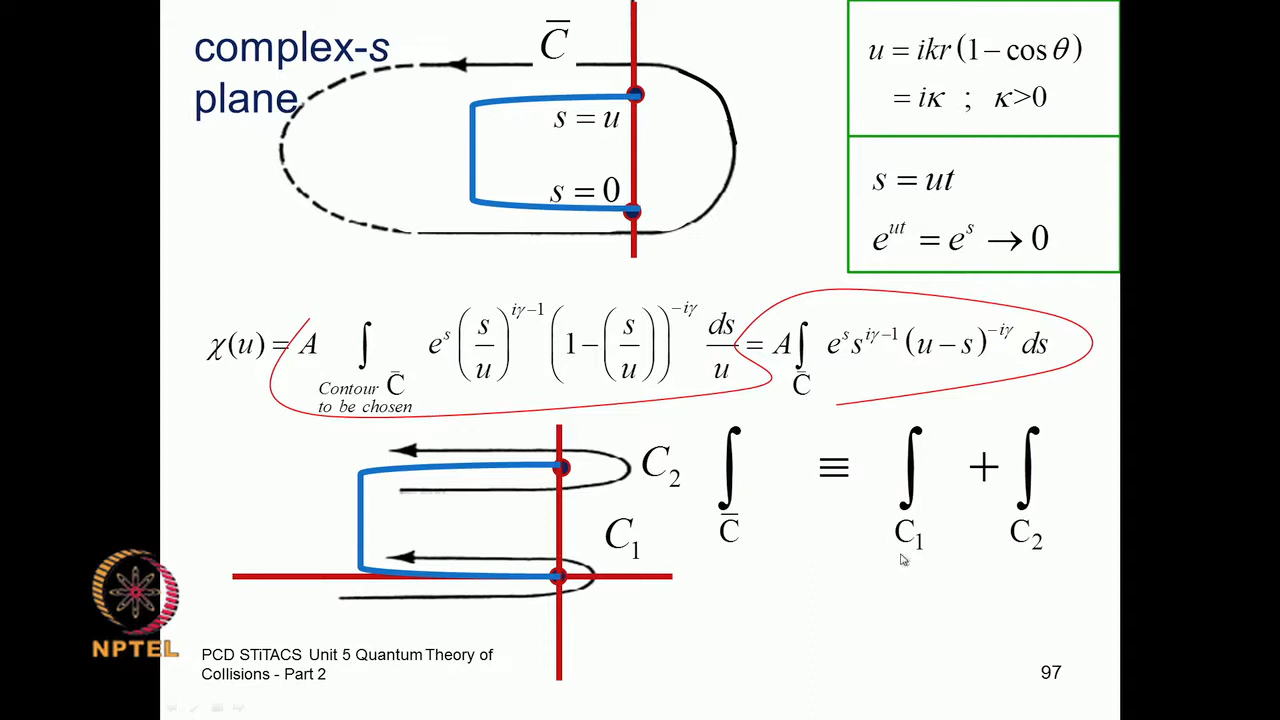 complex-s
plane
C̅
s = u
s = 0
u = ikr(1 − cos θ)
= iκ ; κ>0
s = ut
e^{ut} = e^{s} → 0
χ(u) = A ∫_{Contour C̅ to be chosen} e^{s} (s/u)^{iγ−1} (1−(s/u))^{−iγ} ds/u = A ∫_{C̅} e^{s} s^{iγ−1} (u − s)^{−iγ} ds
C₂
C₁
∫_{C̅} ≡ ∫_{C₁} + ∫_{C₂}
NPTEL
PCD STiTACS Unit 5 Quantum Theory of
Collisions - Part 2
97